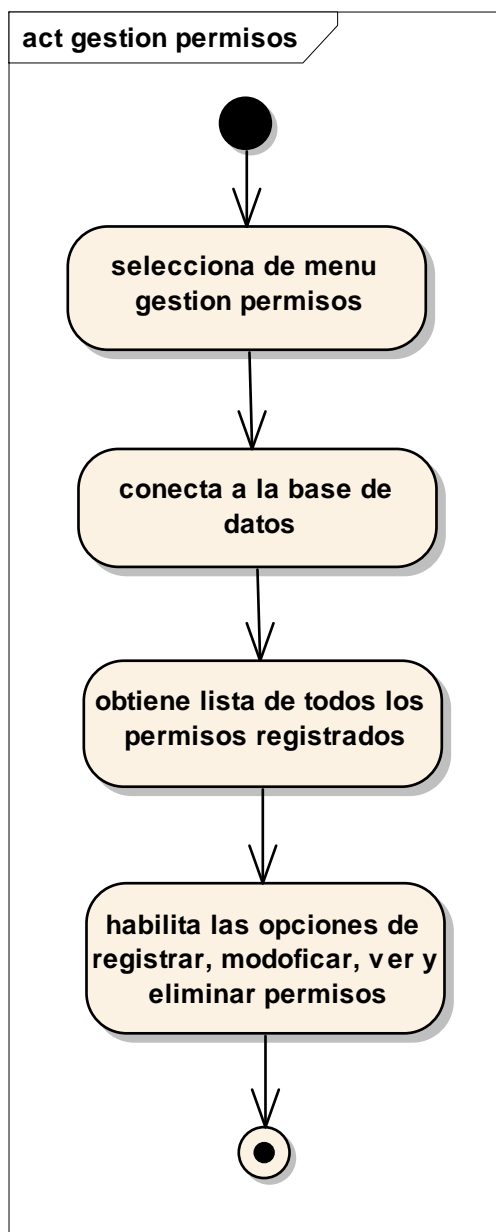 act gestion permisos
selecciona de menu
gestion permisos
conecta a la base de
datos
obtiene lista de todos los
permisos registrados
habilita las opciones de
registrar, modoficar, ver y
eliminar permisos